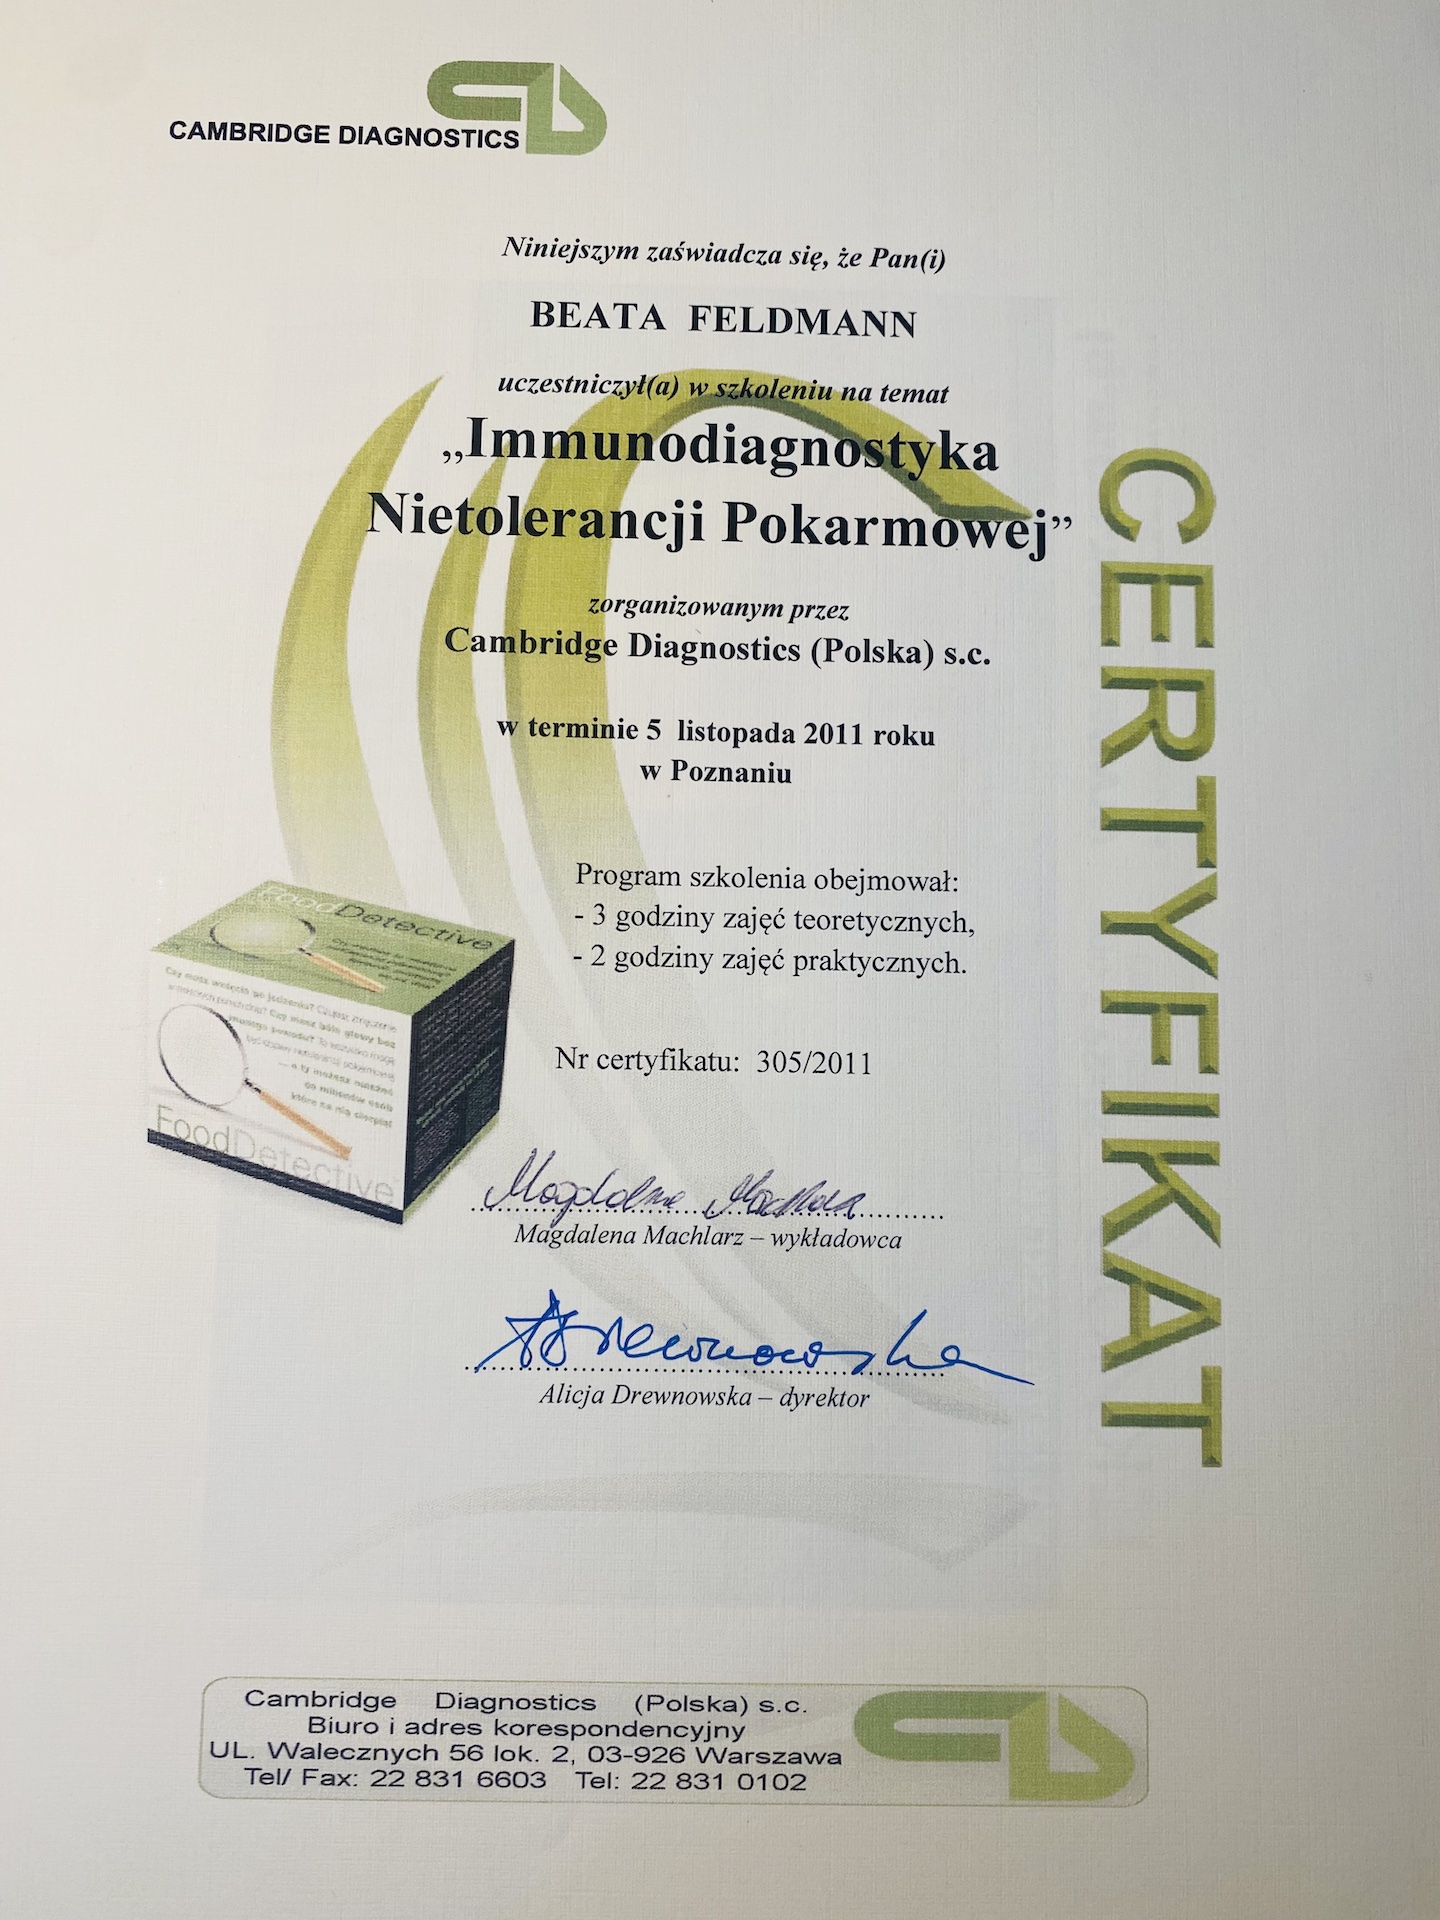 CAMBRIDGE DIAGNOSTICS
Niniejszym zaświadcza się, że Pan(i)
BEATA FELDMANN
uczestniczył(a) w szkoleniu na temat
„Immunodiagnostyka
Nietolerancji Pokarmowej”
zorganizowanym przez
Cambridge Diagnostics (Polska) s.c.
w terminie 5 listopada 2011 roku
w Poznaniu
Program szkolenia obejmował:
- 3 godziny zajęć teoretycznych,
- 2 godziny zajęć praktycznych.
Nr certyfikatu: 305/2011
Magdalena Machlarz – wykładowca
Alicja Drewnowska – dyrektor
CERTYFIKAT
FoodDetective
FoodDetective
Cambridge Diagnostics (Polska) s.c.
Biuro i adres korespondencyjny
UL. Walecznych 56 lok. 2, 03-926 Warszawa
Tel/ Fax: 22 831 6603 Tel: 22 831 0102